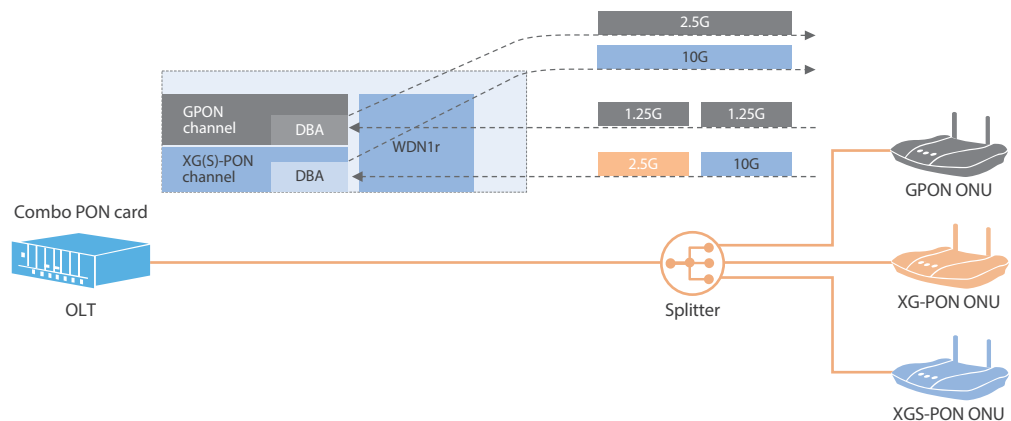 2.5G
10G
GPON
channel
DBA
XG(S)-PON
channel
DBA
WDN1r
1.25G
1.25G
2.5G
10G
GPON ONU
Combo PON card
OLT
Splitter
XG-PON ONU
XGS-PON ONU